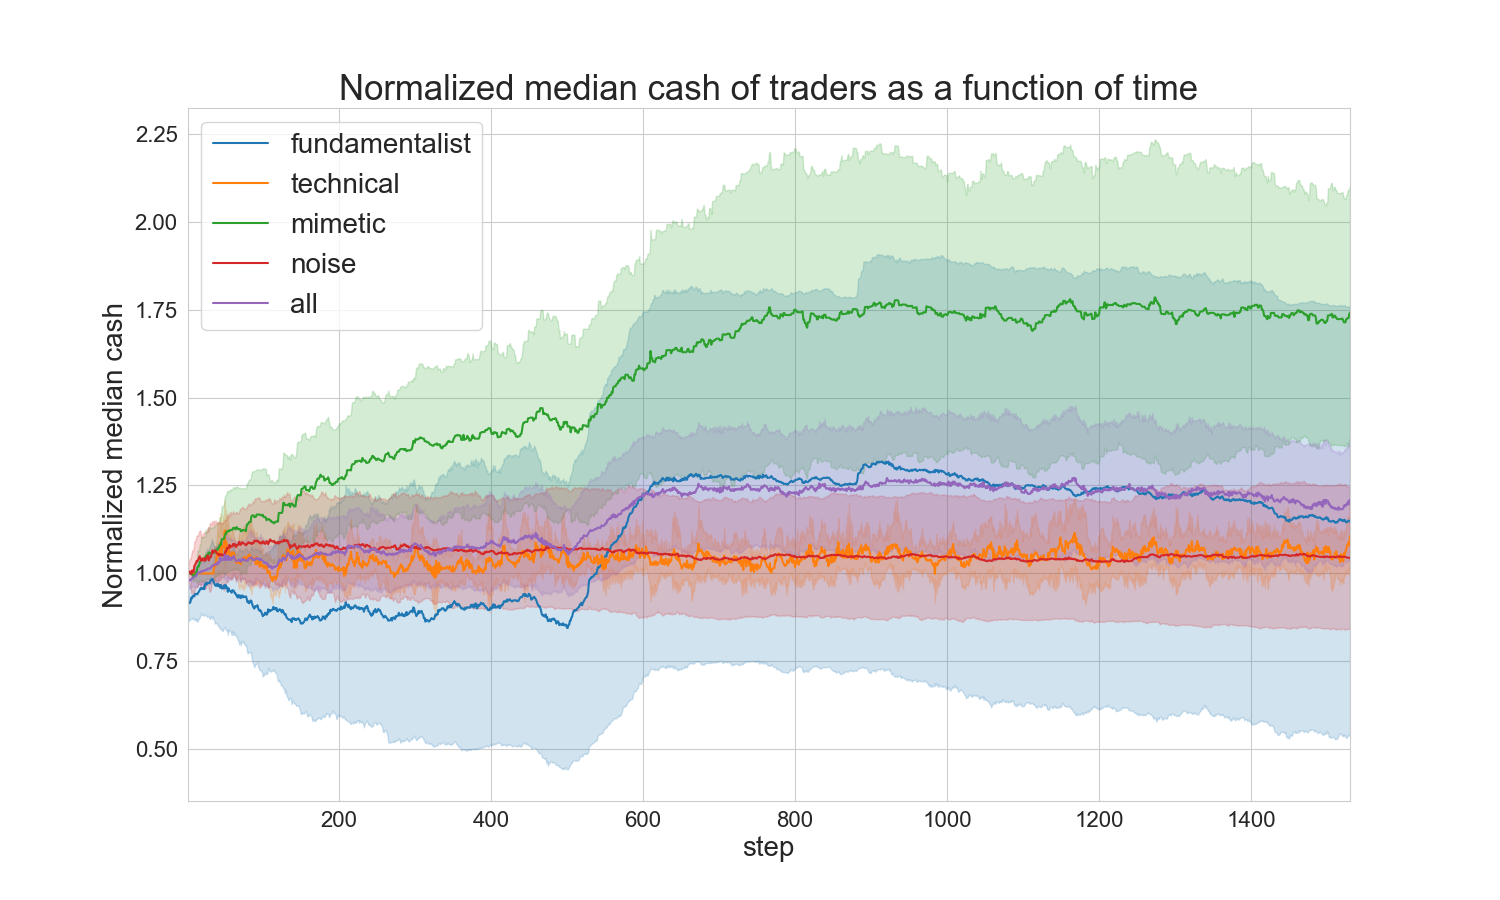 Normalized median cash of traders as a function of time
Normalized median cash
2.25
2.00
1.75
1.50
1.25
1.00
0.75
0.50
fundamentalist
technical
mimetic
noise
all
200 400 600 800 1000 1200 1400
step